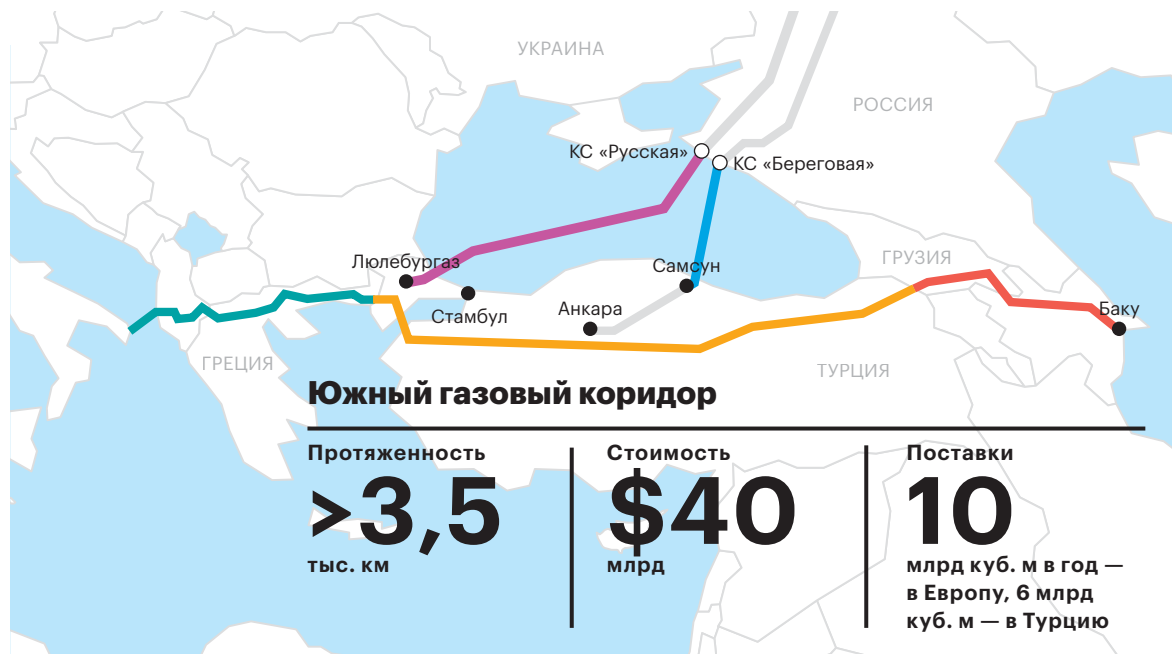 УКРАИНА
РОССИЯ
КС «Русская»
КС «Береговая»
Люлебургаз
Самсун
ГРУЗИЯ
Стамбул
Анкара
Баку
ГРЕЦИЯ
ТУРЦИЯ
Южный газовый коридор
Протяженность
>3,5
тыс. км
Стоимость
$40
млрд
Поставки
10
млрд куб. м в год —
в Европу, 6 млрд
куб. м — в Турцию